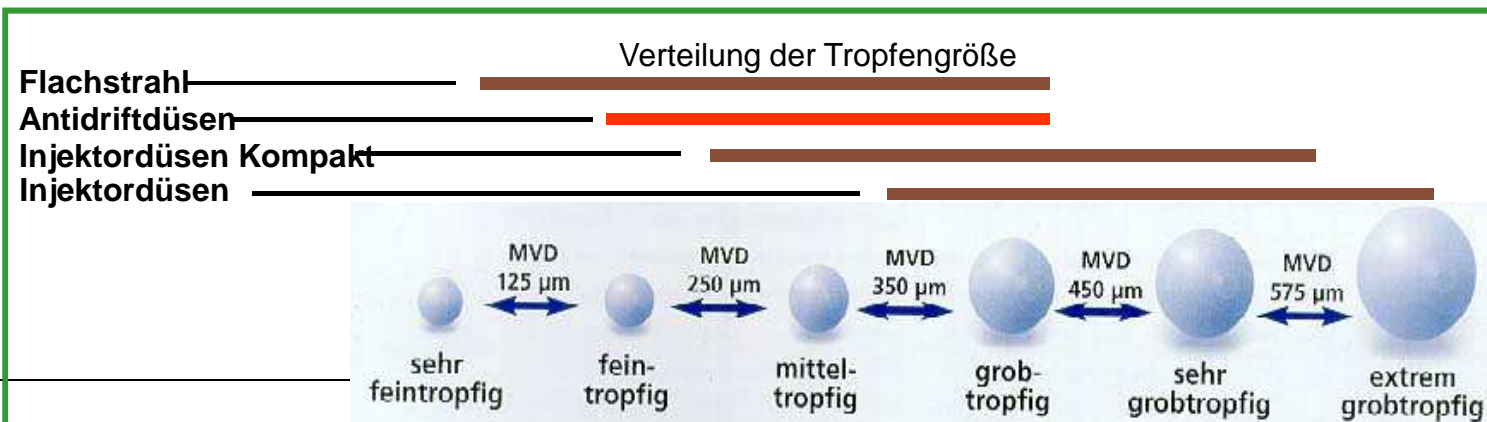 Verteilung der Tropfengröße
Flachstrahl
Antidriftdüsen
Injektordüsen Kompakt
Injektordüsen
MVD
125 µm
MVD
250 µm
MVD
350 µm
MVD
450 µm
MVD
575 µm
sehr
feintropfig
fein-
tropfig
mittel-
tropfig
grob-
tropfig
sehr
grobtropfig
extrem
grobtropfig